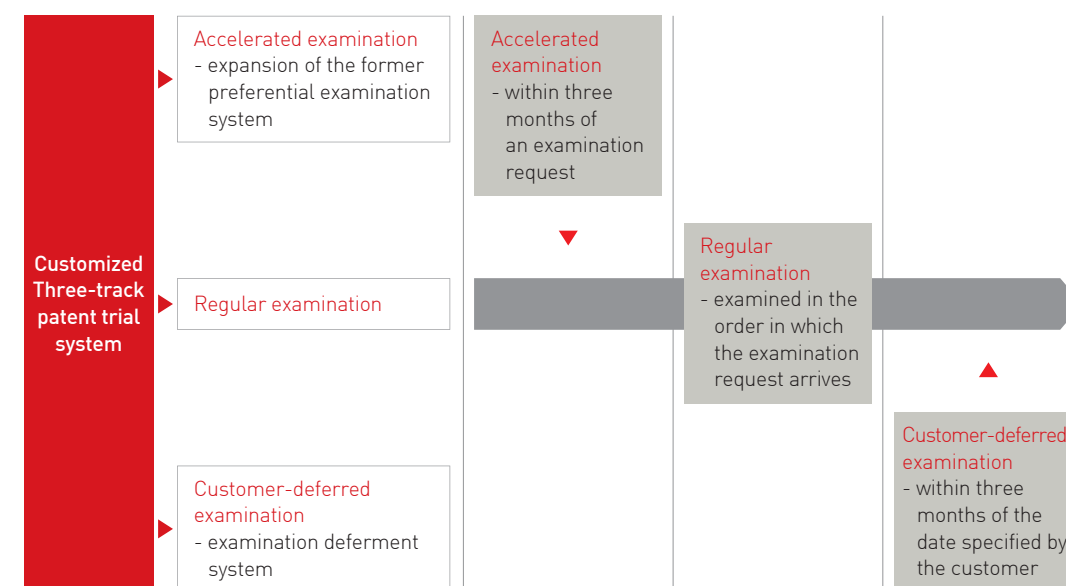 Customized
Three-track
patent trial
system
Accelerated examination
- expansion of the former
preferential examination
system
Regular examination
Customer-deferred
examination
- examination deferment
system
Accelerated
examination
- within three
months of
an examination
request
Regular
examination
- examined in the
order in which
the examination
request arrives
Customer-deferred
examination
- within three
months of the
date specified by
the customer